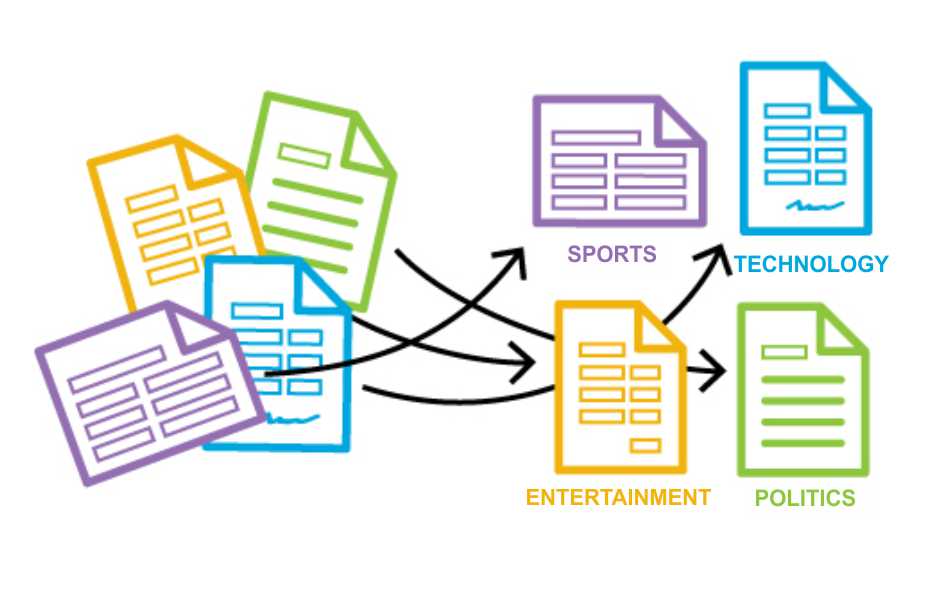 SPORTS
TECHNOLOGY
ENTERTAINMENT
POLITICS